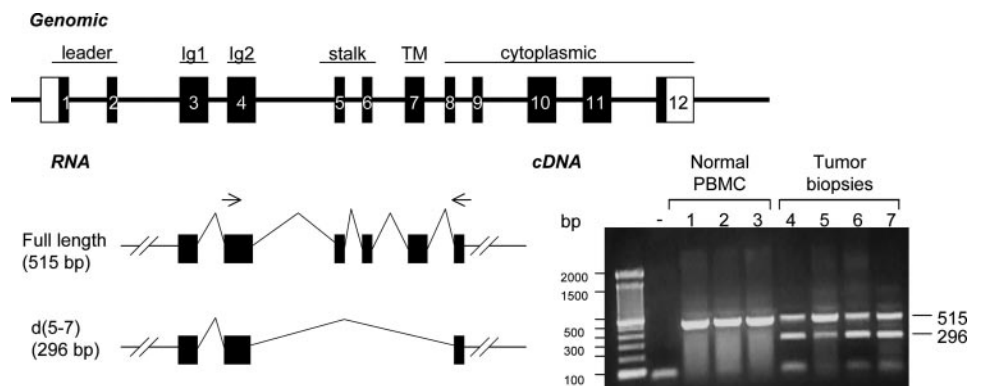 Genomic
leader Ig1 Ig2 stalk TM cytoplasmic
1 2 3 4 5 6 7 8 9 10 11 12
RNA
Full length
(515 bp)
d(5-7)
(296 bp)
cDNA
Normal
PBMC
Tumor
biopsies
bp - 1 2 3 4 5 6 7
2000
1500
500
300
100
515
296